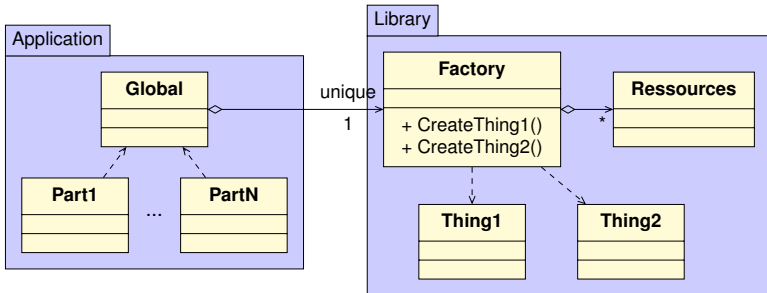 Application
Global
Part1
...
PartN
unique
1
Library
Factory
+ CreateThing1()
+ CreateThing2()
*
Ressources
Thing1
Thing2